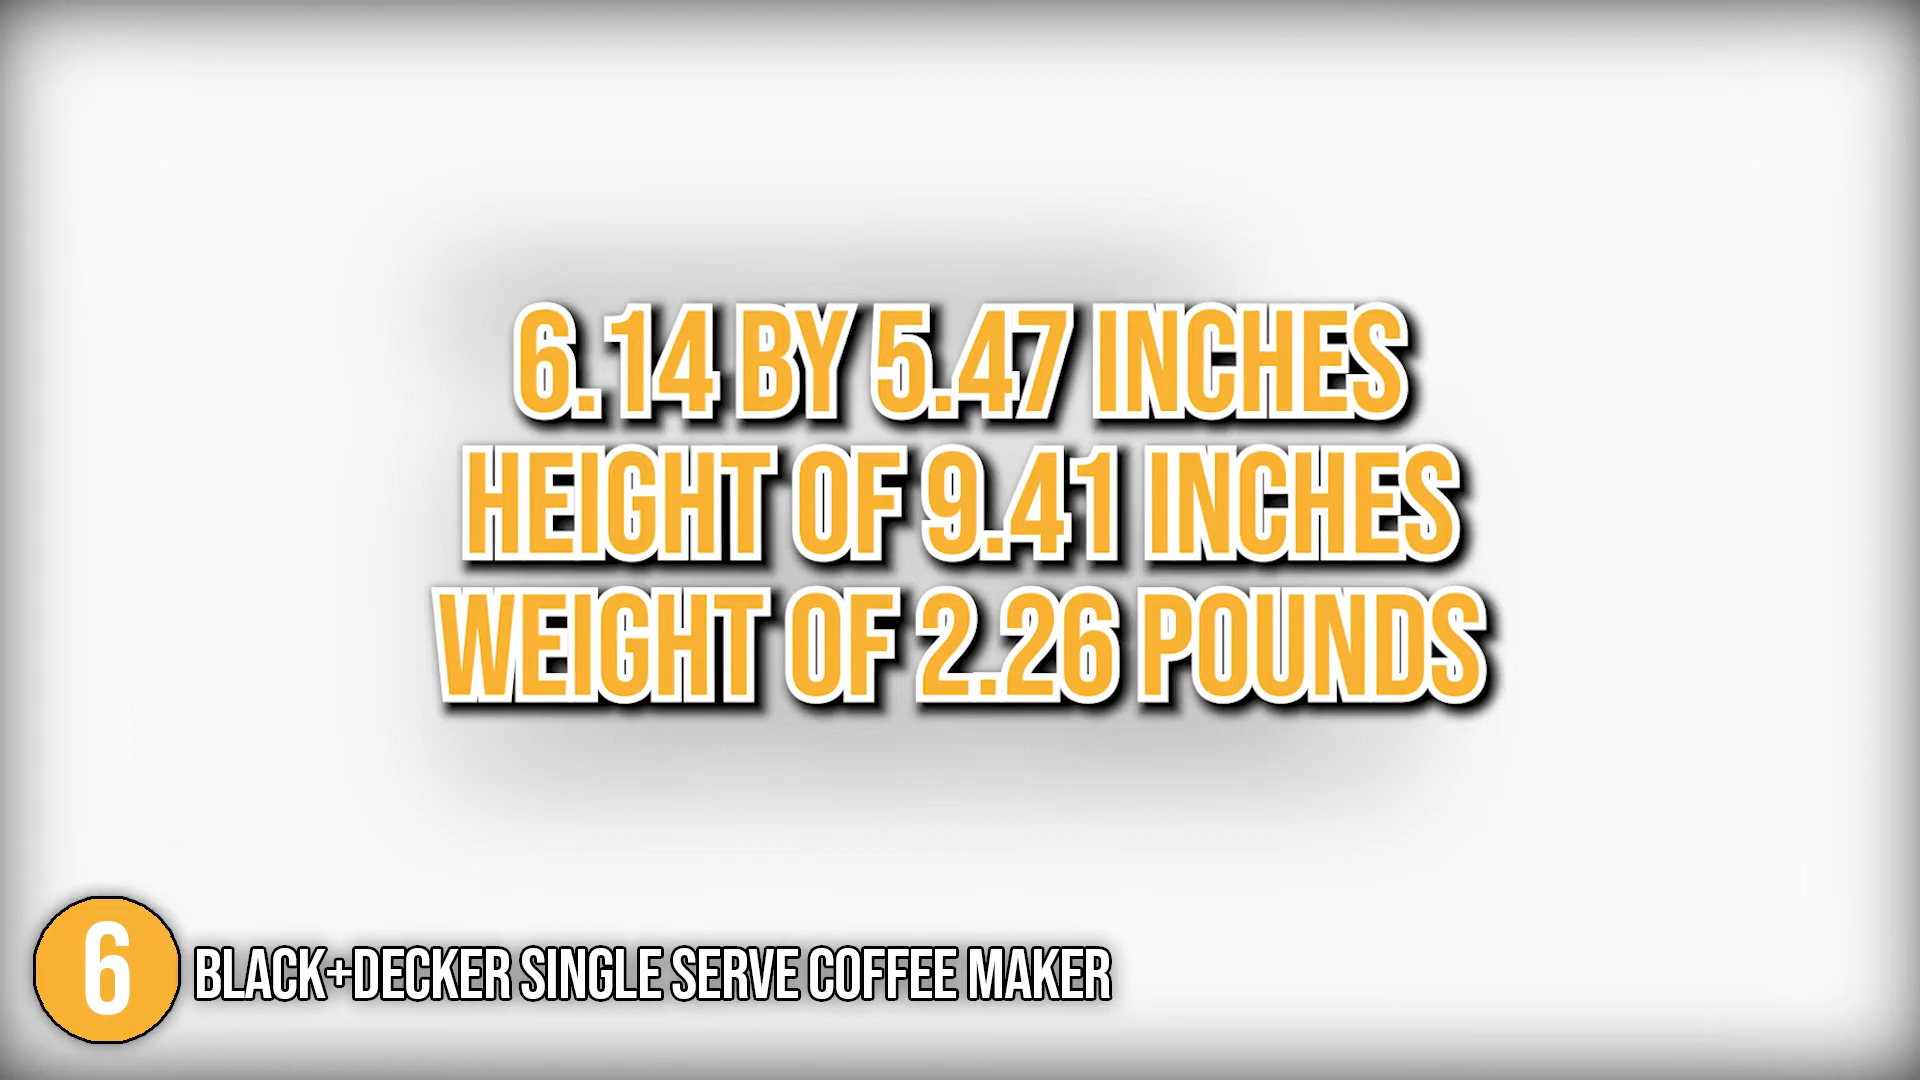 6.14 BY 5.47 INCHES
HEIGHT OF 9.41 INCHES
WEIGHT OF 2.26 POUNDS
6 BLACK+DECKER SINGLE SERVE COFFEE MAKER